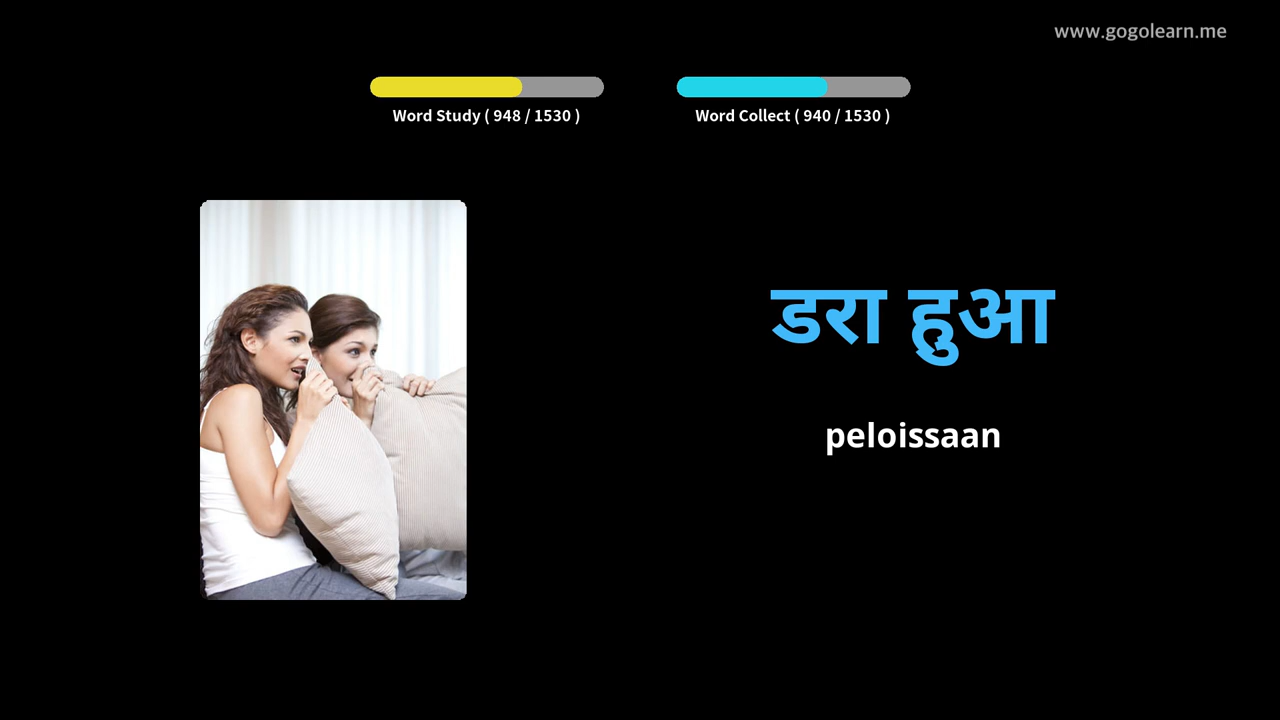 www.gogolearn.me
Word Study ( 948 / 1530 )
Word Collect ( 940 / 1530 )
डरा हुआ
peloissaan